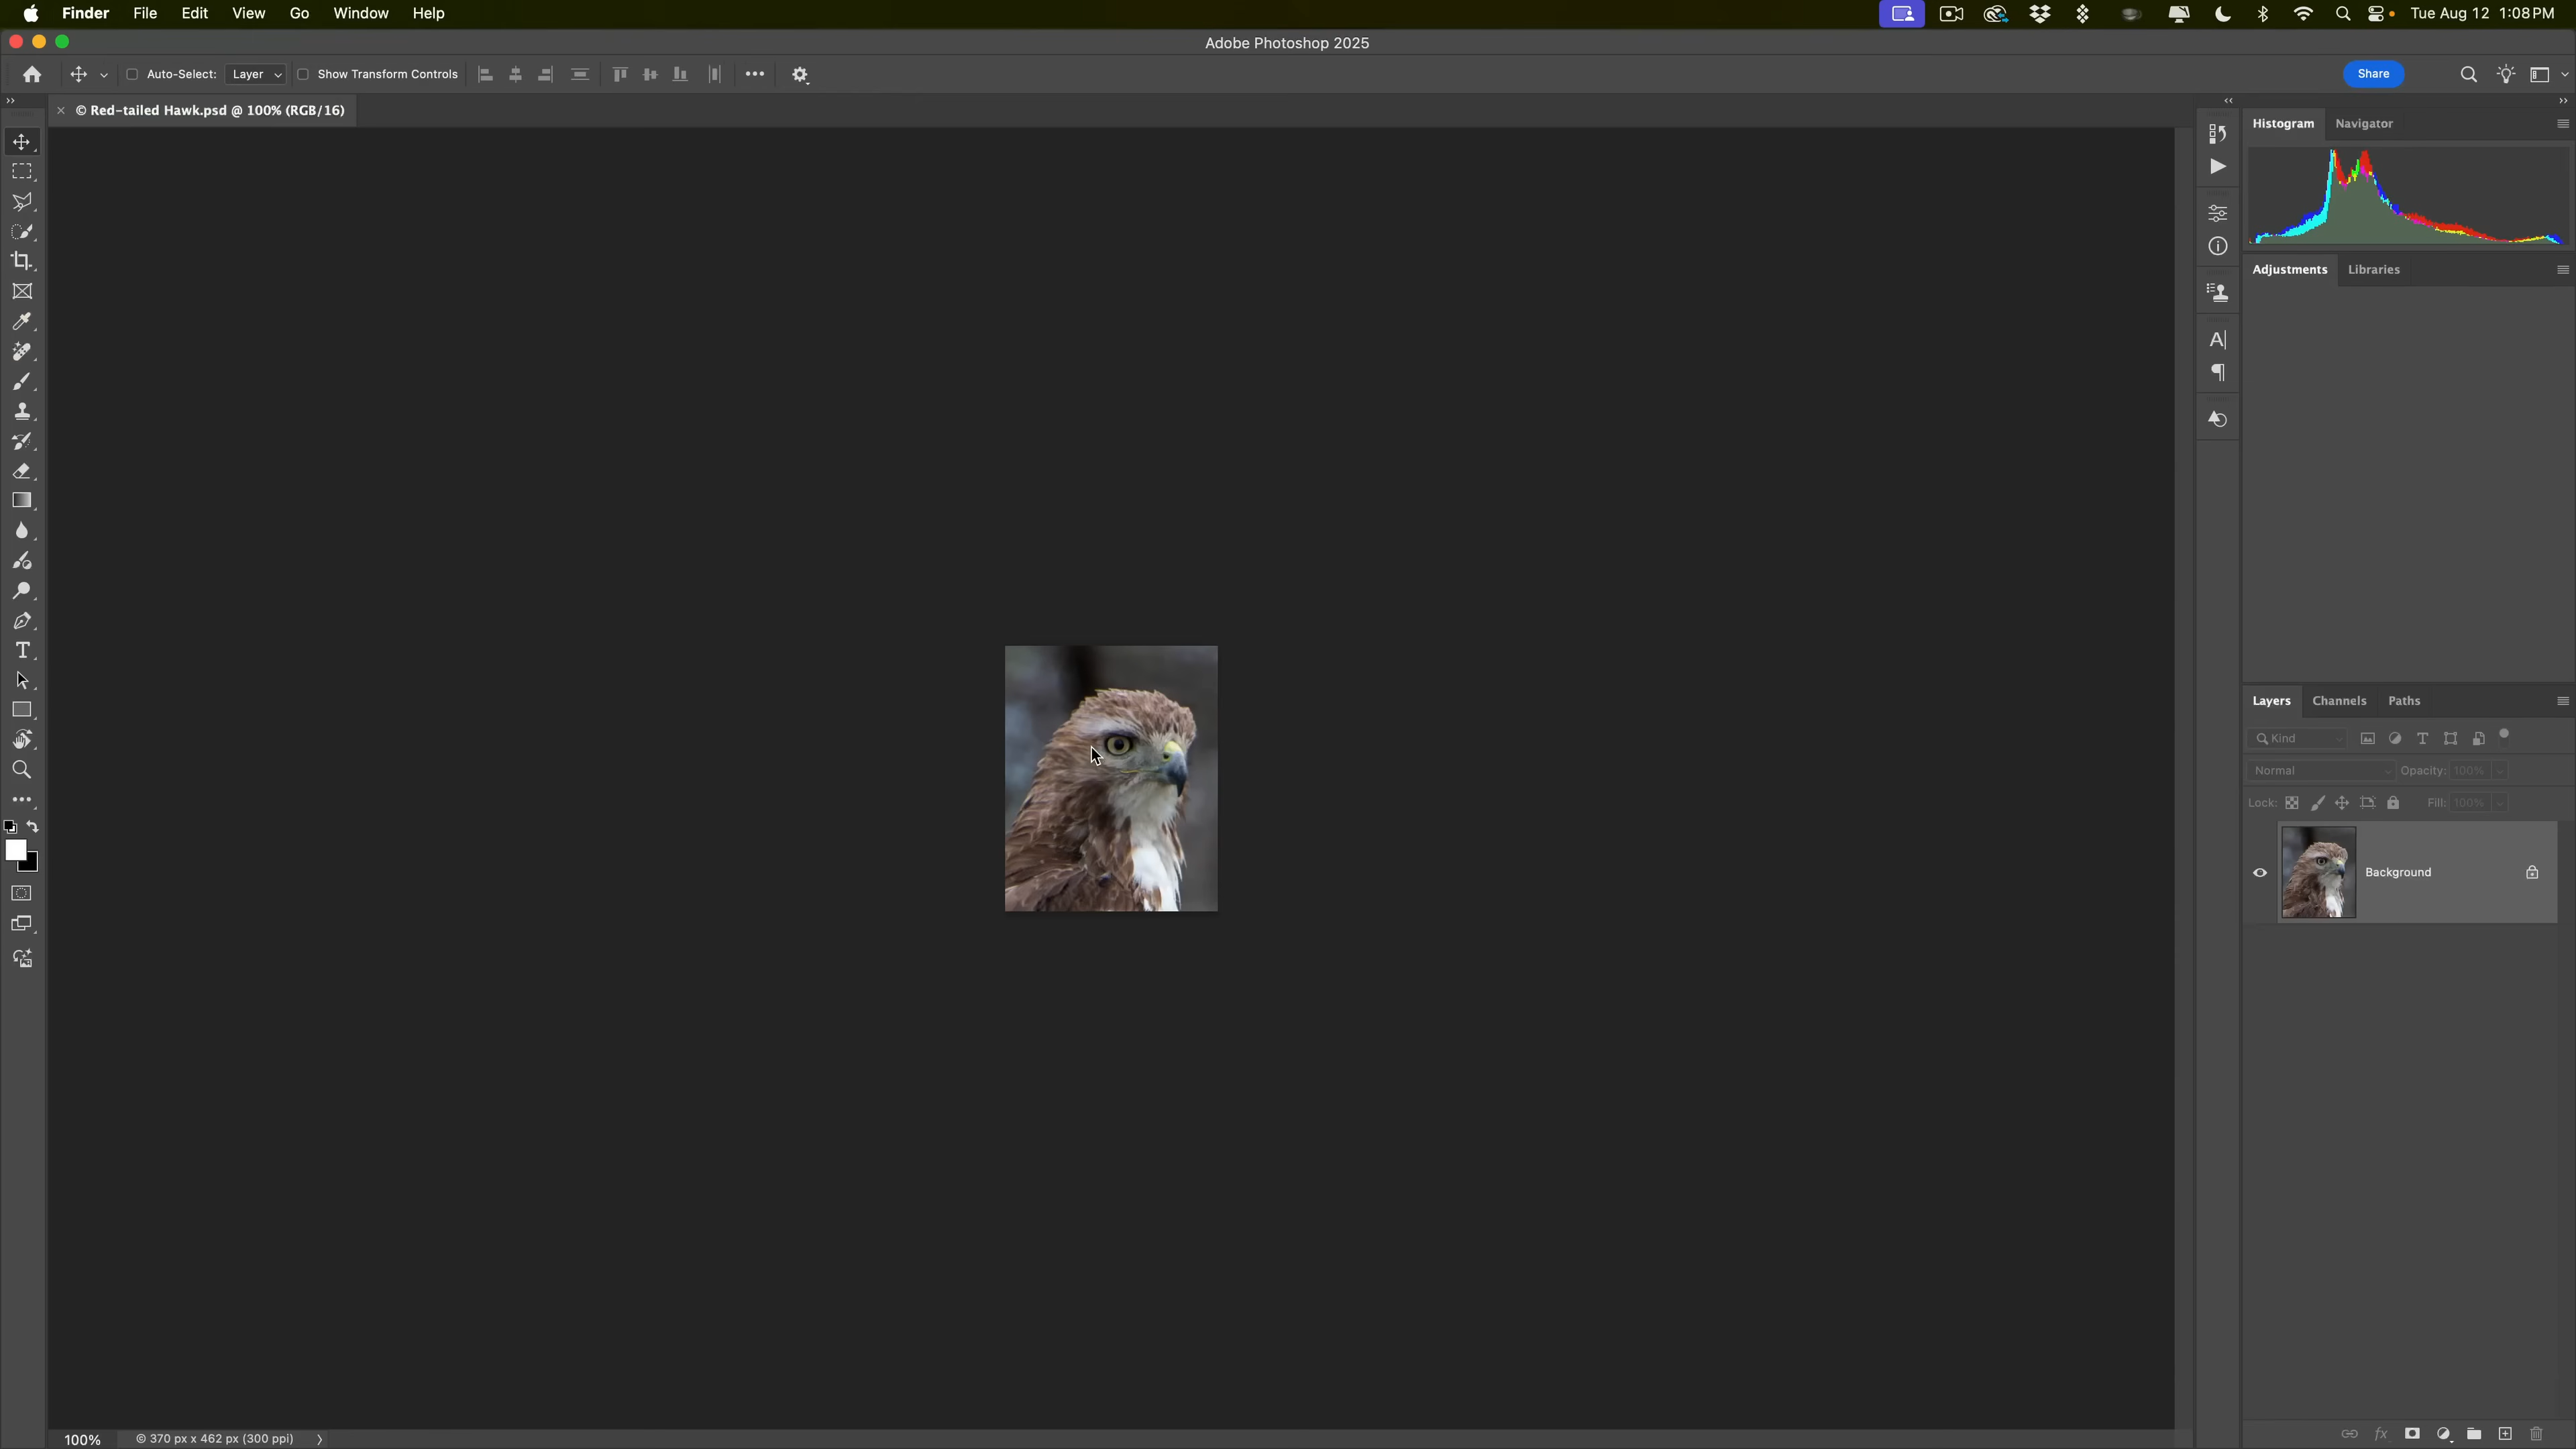 Finder File Edit View Go Window Help Tue Aug 12 1:08 PM
Adobe Photoshop 2025
Auto-Select: Layer Show Transform Controls Share
© Red-tailed Hawk.psd @ 100% (RGB/16)
Histogram Navigator
Adjustments Libraries
Layers Channels Paths
Kind
Normal Opacity: 100%
Lock: Fill: 100%
Background
100% © 370 px x 462 px (300 ppi)